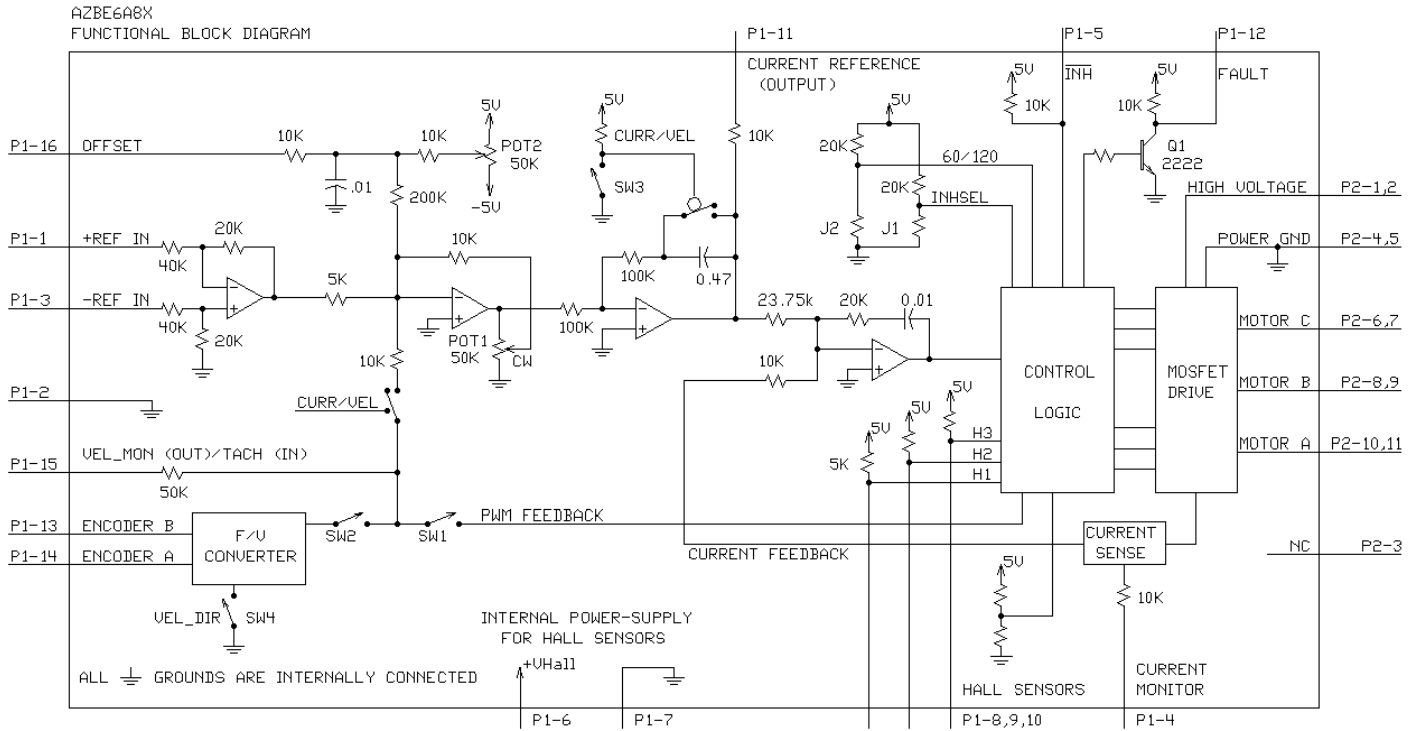 AZBE6A8X
FUNCTIONAL BLOCK DIAGRAM
P1-11
P1-5
P1-12
CURRENT REFERENCE
(OUTPUT)
5V
INH
10K
5V
10K
FAULT
P1-16
OFFSET
10K
10K
5V
POT2
50K
-5V
.01
200K
5V
CURR/VEL
SW3
10K
5V
20K
60/120
20K
INHSEL
J2
J1
Q1
2222
HIGH VOLTAGE
P2-1,2
P1-1
+REF IN
20K
40K
10K
100K
0.47
POWER GND
P2-4,5
P1-3
-REF IN
40K
20K
5K
POT1
50K
CW
100K
23.75k
20K
0.01
10K
MOTOR C
P2-6,7
CONTROL
LOGIC
MOSFET
DRIVE
P1-2
10K
CURR/VEL
MOTOR B
P2-8,9
5V
5V
5V
5K
H3
H2
H1
MOTOR A
P2-10,11
P1-15
VEL_MON (OUT)/TACH (IN)
50K
P1-13
ENCODER B
P1-14
ENCODER A
F/V
CONVERTER
SW2
SW1
PWM FEEDBACK
CURRENT FEEDBACK
CURRENT
SENSE
NC
P2-3
VEL_DIR
SW4
5V
10K
INTERNAL POWER-SUPPLY
FOR HALL SENSORS
+VHall
ALL GROUNDS ARE INTERNALLY CONNECTED
HALL SENSORS
CURRENT
MONITOR
P1-6
P1-7
P1-8,9,10
P1-4